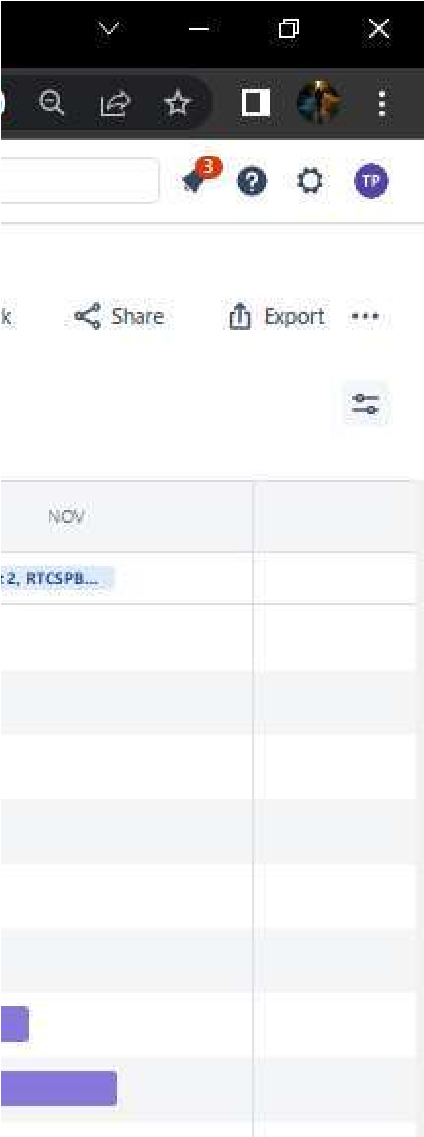 3
?
TP
k
Share
Export
NOV
2, RTCSPB...